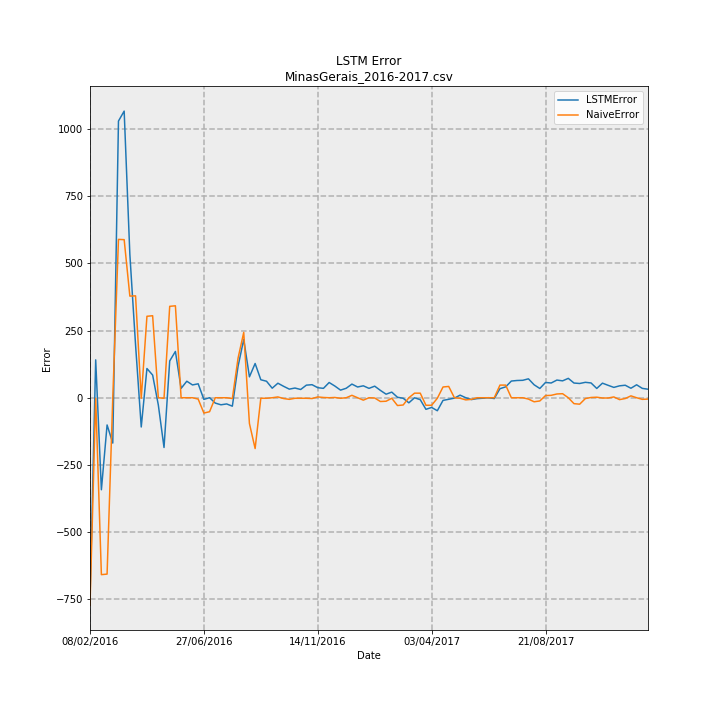 LSTM Error
MinasGerais_2016-2017.csv
LSTMError
NaiveError
1000
750
500
250
0
−250
−500
−750
Error
08/02/2016 27/06/2016 14/11/2016 03/04/2017 21/08/2017
Date